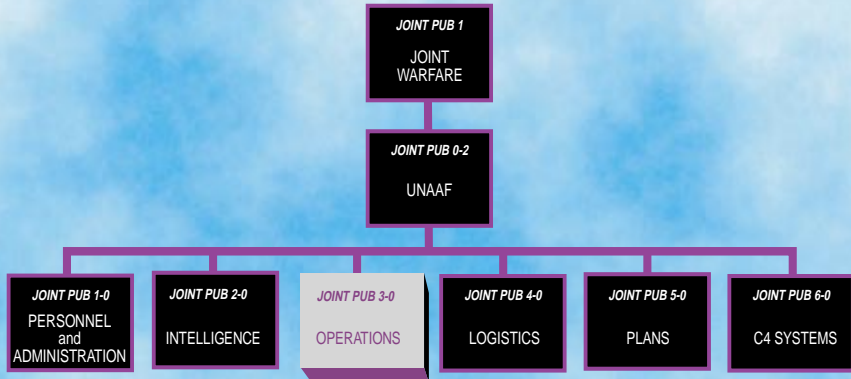 JOINT PUB 1
JOINT
WARFARE
JOINT PUB 0-2
UNAAF
JOINT PUB 1-0
PERSONNEL
and
ADMINISTRATION
JOINT PUB 2-0
INTELLIGENCE
JOINT PUB 3-0
OPERATIONS
JOINT PUB 4-0
LOGISTICS
JOINT PUB 5-0
PLANS
JOINT PUB 6-0
C4 SYSTEMS